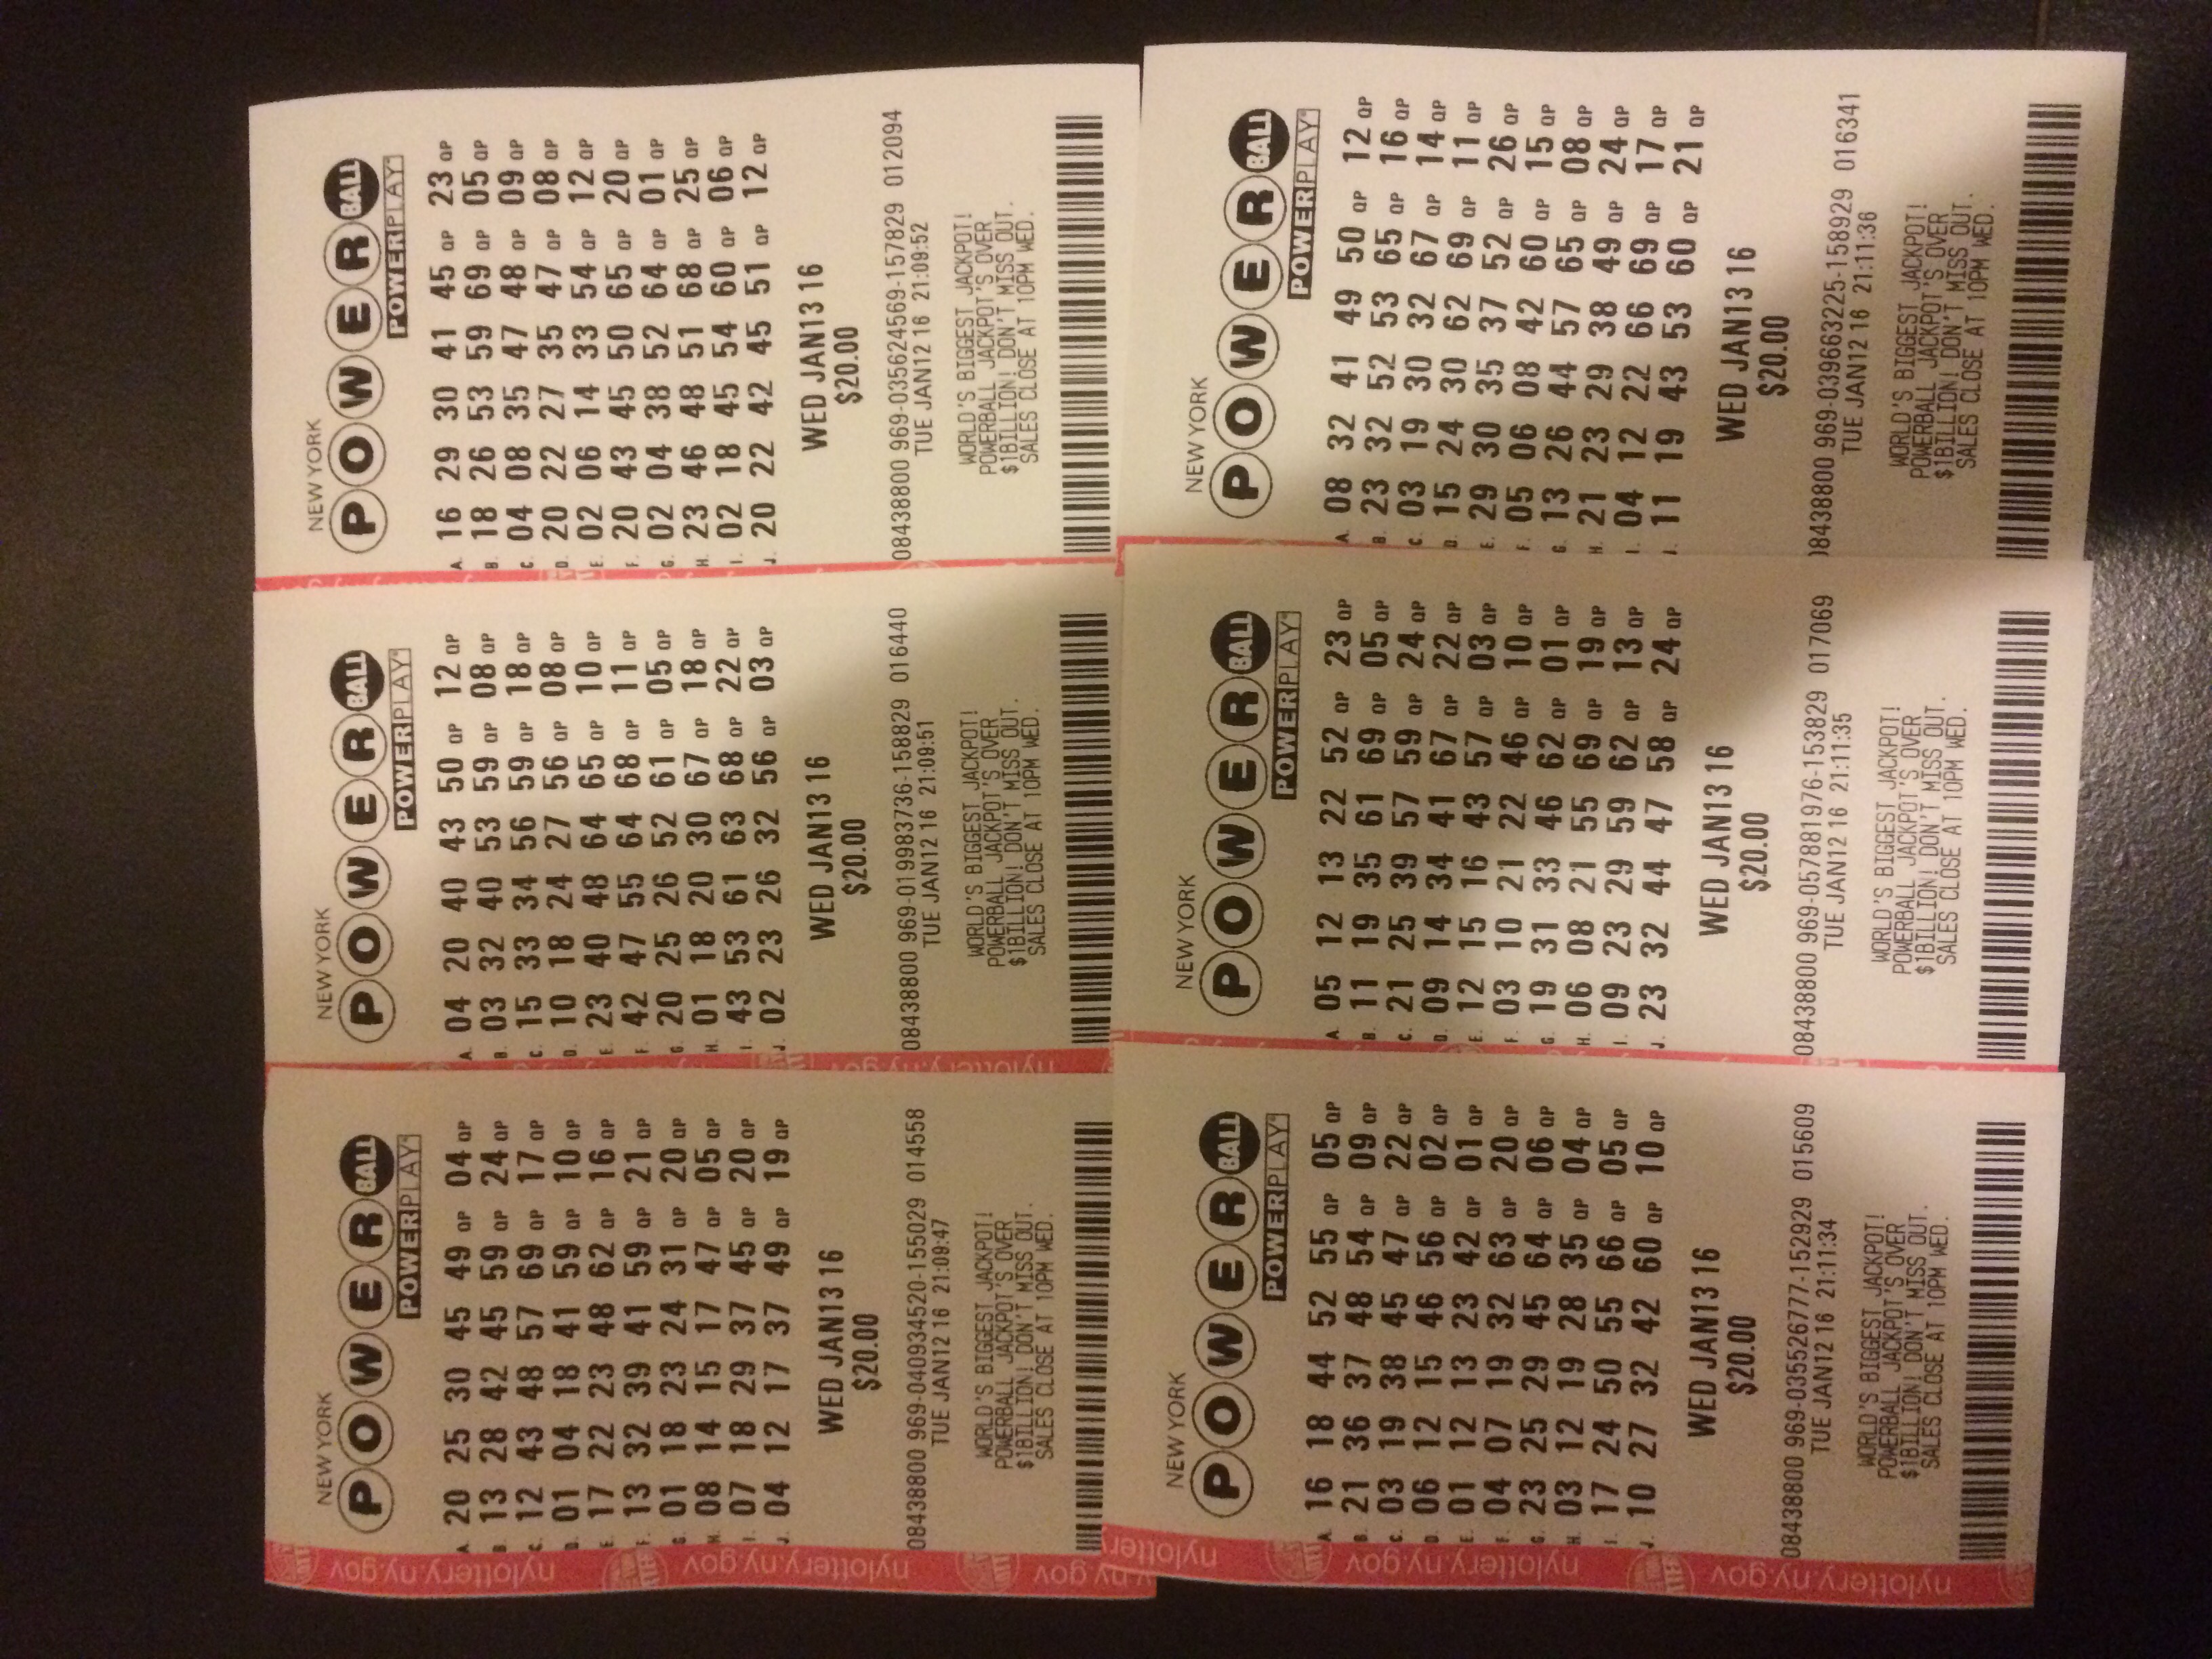 nylottery.ny.gov
NEW YORK
POWERBALL
POWERPLAY
A. 20 25 30 45 49 QP 04 QP
B. 13 28 42 45 59 QP 24 QP
C. 12 43 48 57 69 QP 17 QP
D. 01 04 18 41 59 QP 10 QP
E. 17 22 23 48 62 QP 16 QP
F. 13 32 39 41 59 QP 21 QP
G. 01 18 23 24 31 QP 20 QP
H. 08 14 15 17 47 QP 05 QP
I. 07 18 29 37 45 QP 20 QP
J. 04 12 17 37 49 QP 19 QP
WED JAN13 16
$20.00
08438800 969-040934520-155029 014558
TUE JAN12 16 21:09:47
WORLD'S BIGGEST JACKPOT!
POWERBALL JACKPOT'S OVER
$1BILLION! DON'T MISS OUT.
SALES CLOSE AT 10PM WED.
NEW YORK
POWERBALL
POWERPLAY
A. 04 20 40 43 50 QP 12 QP
B. 03 32 40 53 59 QP 08 QP
C. 15 33 34 56 59 QP 18 QP
D. 10 18 24 27 56 QP 08 QP
E. 23 40 48 64 65 QP 10 QP
F. 42 47 55 64 68 QP 11 QP
G. 20 25 26 52 61 QP 05 QP
H. 01 18 20 30 67 QP 18 QP
I. 43 53 61 63 68 QP 22 QP
J. 02 23 26 32 56 QP 03 QP
WED JAN13 16
$20.00
08438800 969-019983736-158829 016440
TUE JAN12 16 21:09:51
WORLD'S BIGGEST JACKPOT!
POWERBALL JACKPOT'S OVER
$1BILLION! DON'T MISS OUT.
SALES CLOSE AT 10PM WED.
NEW YORK
POWERBALL
POWERPLAY
A. 16 29 30 41 45 QP 23 QP
B. 18 26 53 59 69 QP 05 QP
C. 04 08 35 47 48 QP 09 QP
D. 20 22 27 35 47 QP 08 QP
E. 02 06 14 33 54 QP 12 QP
F. 20 43 45 50 65 QP 20 QP
G. 02 04 38 52 64 QP 01 QP
H. 23 46 48 51 68 QP 25 QP
I. 02 18 45 54 60 QP 06 QP
J. 20 22 42 45 51 QP 12 QP
WED JAN13 16
$20.00
08438800 969-035624569-157829 012094
TUE JAN12 16 21:09:52
WORLD'S BIGGEST JACKPOT!
POWERBALL JACKPOT'S OVER
$1BILLION! DON'T MISS OUT.
SALES CLOSE AT 10PM WED.
nylottery.ny.gov
NEW YORK
POWERBALL
POWERPLAY
A. 16 18 44 52 55 QP 05 QP
B. 21 36 37 48 54 QP 09 QP
C. 03 19 38 45 47 QP 22 QP
D. 06 12 15 46 56 QP 02 QP
E. 01 12 13 23 42 QP 01 QP
F. 04 07 19 32 63 QP 20 QP
G. 23 25 29 45 64 QP 06 QP
H. 03 12 19 28 35 QP 04 QP
I. 17 24 50 55 66 QP 05 QP
J. 10 27 32 42 60 QP 10 QP
WED JAN13 16
$20.00
08438800 969-035526777-152929 015609
TUE JAN12 16 21:11:34
WORLD'S BIGGEST JACKPOT!
POWERBALL JACKPOT'S OVER
$1BILLION! DON'T MISS OUT.
SALES CLOSE AT 10PM WED.
NEW YORK
POWERBALL
POWERPLAY
A. 05 12 13 22 52 QP 23 QP
B. 11 19 35 61 69 QP 05 QP
C. 21 25 39 57 59 QP 24 QP
D. 09 14 34 41 67 QP 22 QP
E. 12 15 16 43 57 QP 03 QP
F. 03 10 21 22 46 QP 10 QP
G. 19 31 33 46 62 QP 01 QP
H. 06 08 21 55 69 QP 19 QP
I. 09 23 29 59 62 QP 13 QP
J. 23 32 44 47 58 QP 24 QP
WED JAN13 16
$20.00
08438800 969-057881976-153829 017069
TUE JAN12 16 21:11:35
WORLD'S BIGGEST JACKPOT!
POWERBALL JACKPOT'S OVER
$1BILLION! DON'T MISS OUT.
SALES CLOSE AT 10PM WED.
NEW YORK
POWERBALL
POWERPLAY
A. 08 32 41 49 50 QP 12 QP
B. 23 32 52 53 65 QP 16 QP
C. 03 19 30 32 67 QP 14 QP
D. 15 24 30 62 69 QP 11 QP
E. 29 30 35 37 52 QP 26 QP
F. 05 06 08 42 60 QP 15 QP
G. 13 26 44 57 65 QP 08 QP
H. 21 23 29 38 49 QP 24 QP
I. 04 12 22 66 69 QP 17 QP
J. 11 19 43 53 60 QP 21 QP
WED JAN13 16
$20.00
08438800 969-039663225-158929 016341
TUE JAN12 16 21:11:36
WORLD'S BIGGEST JACKPOT!
POWERBALL JACKPOT'S OVER
$1BILLION! DON'T MISS OUT.
SALES CLOSE AT 10PM WED.